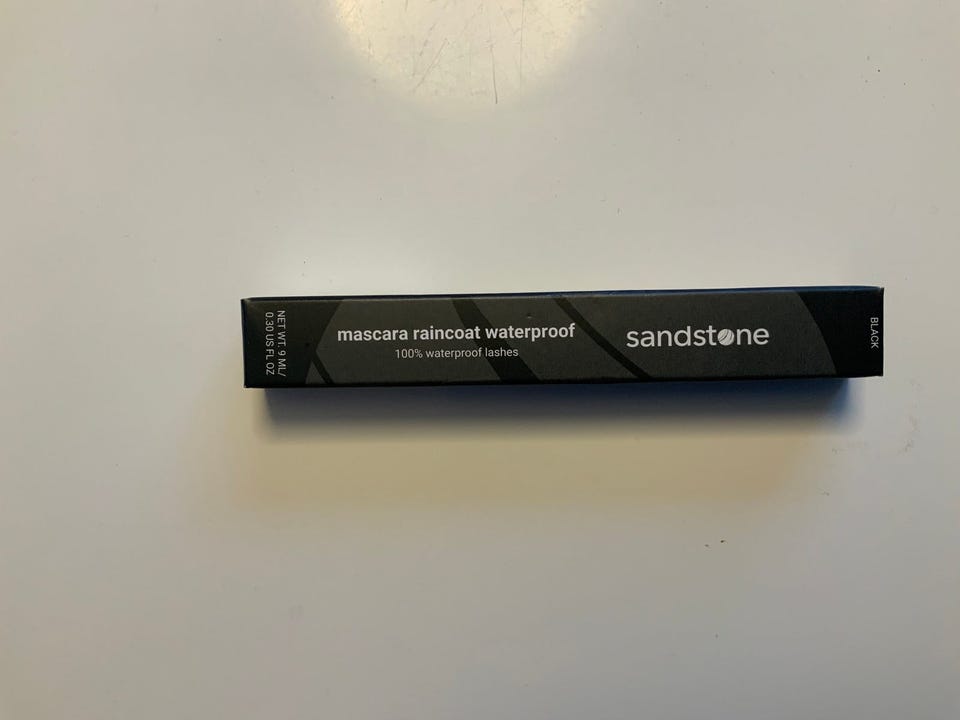 NET WT. 9 ML/
0.30 US FL OZ
mascara raincoat waterproof
100% waterproof lashes
sandstone
BLACK